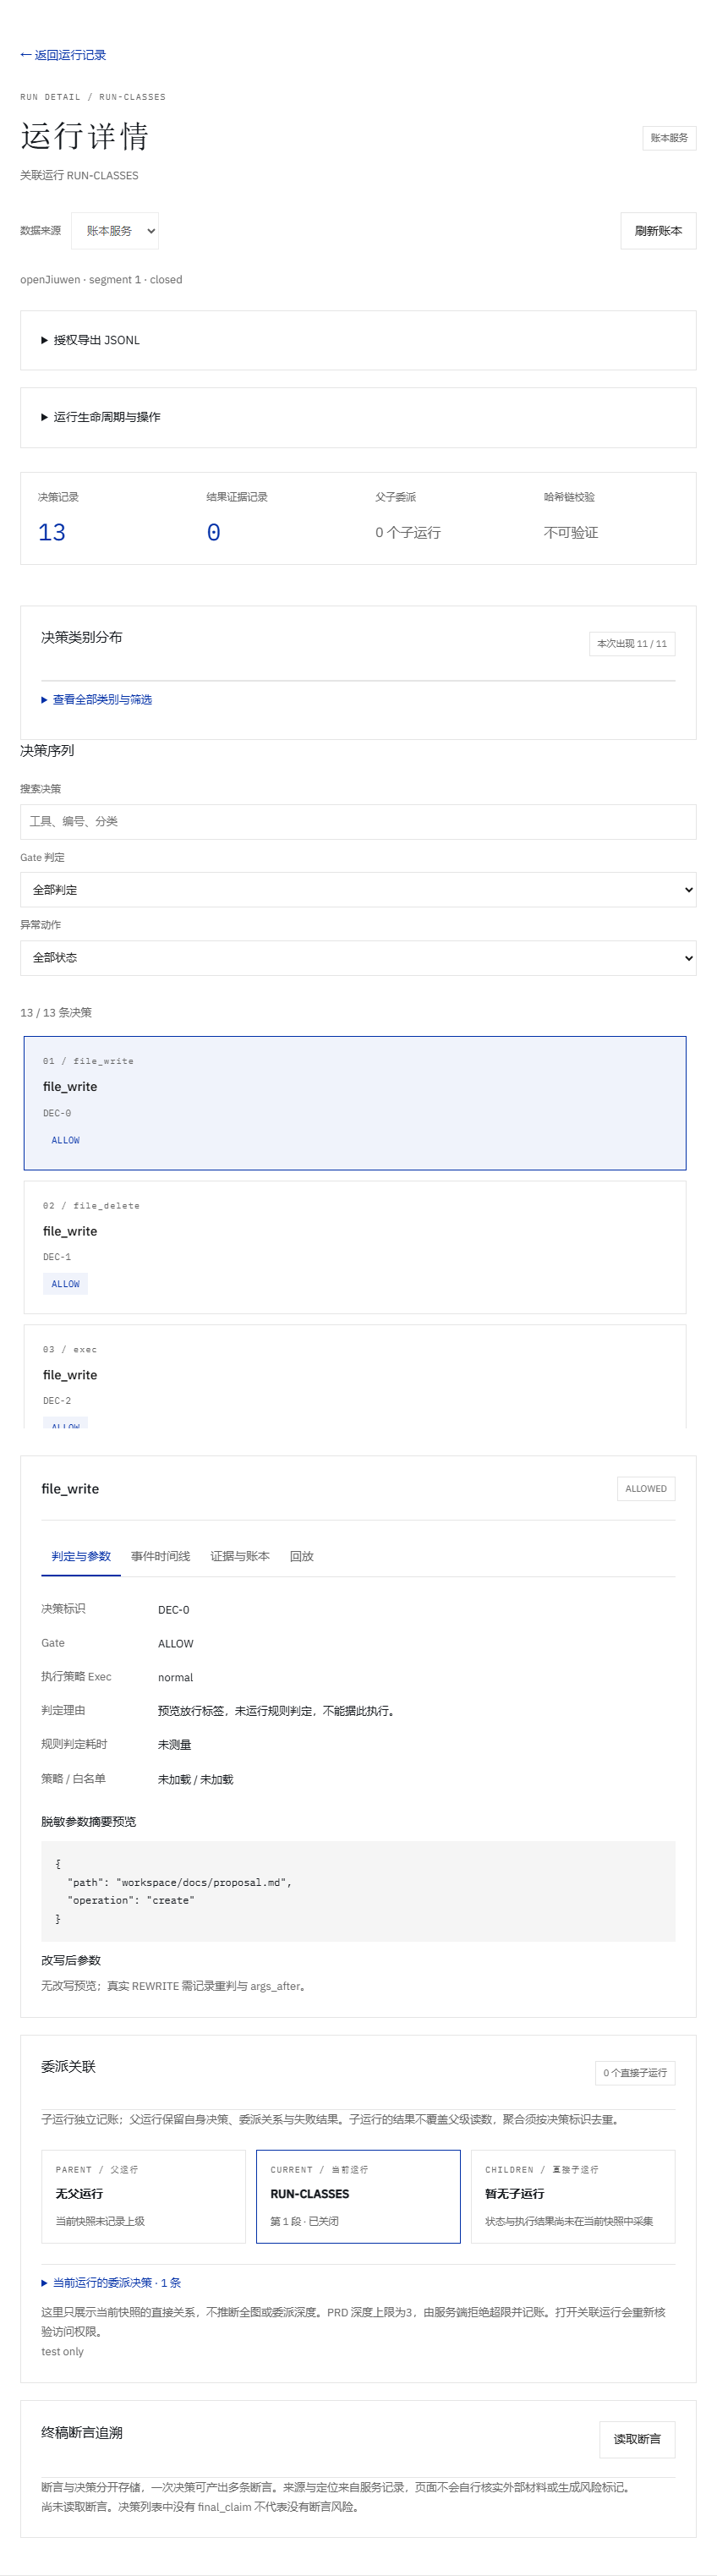 ← 返回运行记录
RUN DETAIL / RUN-CLASSES
运行详情
账本服务
关联运行 RUN-CLASSES
数据来源
账本服务
刷新账本
openJiuwen · segment 1 · closed
▶ 授权导出 JSONL
▶ 运行生命周期与操作
决策记录
结果证据记录
父子委派
哈希链校验
13
0
0 个子运行
不可验证
决策类别分布
本次出现 11 / 11
▶ 查看全部类别与筛选
决策序列
搜索决策
工具、编号、分类
Gate 判定
全部判定
异常动作
全部状态
13 / 13 条决策
01 / file_write
file_write
DEC-0
ALLOW
02 / file_delete
file_write
DEC-1
ALLOW
03 / exec
file_write
DEC-2
ALLOW
file_write
ALLOWED
判定与参数
事件时间线
证据与账本
回放
决策标识
DEC-0
Gate
ALLOW
执行策略 Exec
normal
判定理由
预览放行标签，未运行规则判定，不能据此执行。
规则判定耗时
未测量
策略 / 白名单
未加载 / 未加载
脱敏参数摘要预览
{
"path": "workspace/docs/proposal.md",
"operation": "create"
}
改写后参数
无改写预览；真实 REWRITE 需记录重判与 args_after。
委派关联
0 个直接子运行
子运行独立记账；父运行保留自身决策、委派关系与失败结果。子运行的结果不覆盖父级读数，聚合须按决策标识去重。
PARENT / 父运行
无父运行
当前快照未记录上级
CURRENT / 当前运行
RUN-CLASSES
第 1 段 · 已关闭
CHILDREN / 直接子运行
暂无子运行
状态与执行结果尚未在当前快照中采集
▶ 当前运行的委派决策 · 1 条
这里只展示当前快照的直接关系，不推断全图或委派深度。PRD 深度上限为3，由服务端拒绝超限并记账。打开关联运行会重新核
验访问权限。
test only
终稿断言追溯
读取断言
断言与决策分开存储，一次决策可产出多条断言。来源与定位来自服务记录，页面不会自行核实外部材料或生成风险标记。
尚未读取断言。决策列表中没有 final_claim 不代表没有断言风险。